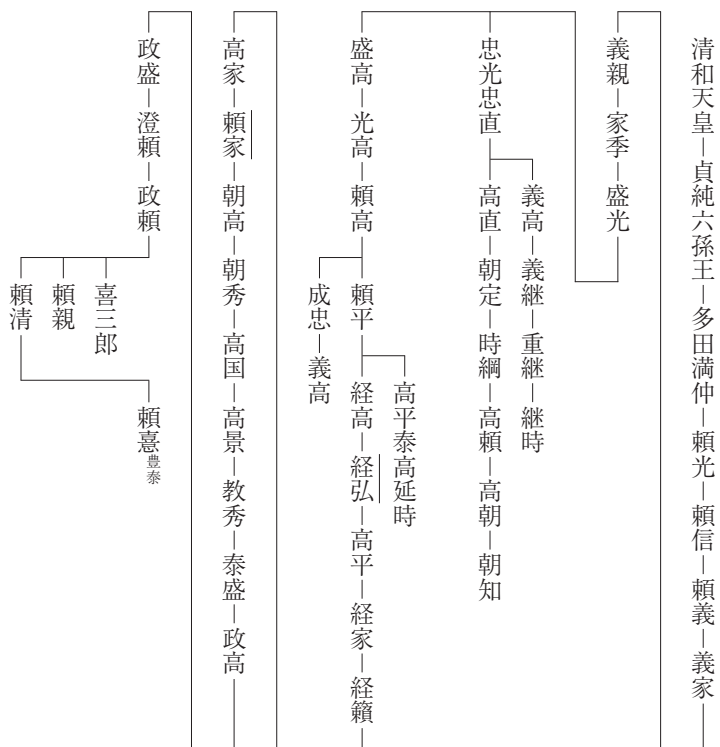 清和天皇―貞純六孫王―多田満仲―頼光―頼信―頼義―義家
義親―家季―盛光
義高―義継―重継―継時
忠光忠直―高直―朝定―時綱―高頼―高朝―朝知
高平泰高延時
盛高―光高―頼高―頼平―経高―経弘―高平―経家―経籟
成忠―義高
高家―頼家―朝高―朝秀―高国―高景―教秀―泰盛―政高
政盛―澄頼―政頼
頼憙豊泰
喜三郎
頼親
頼清